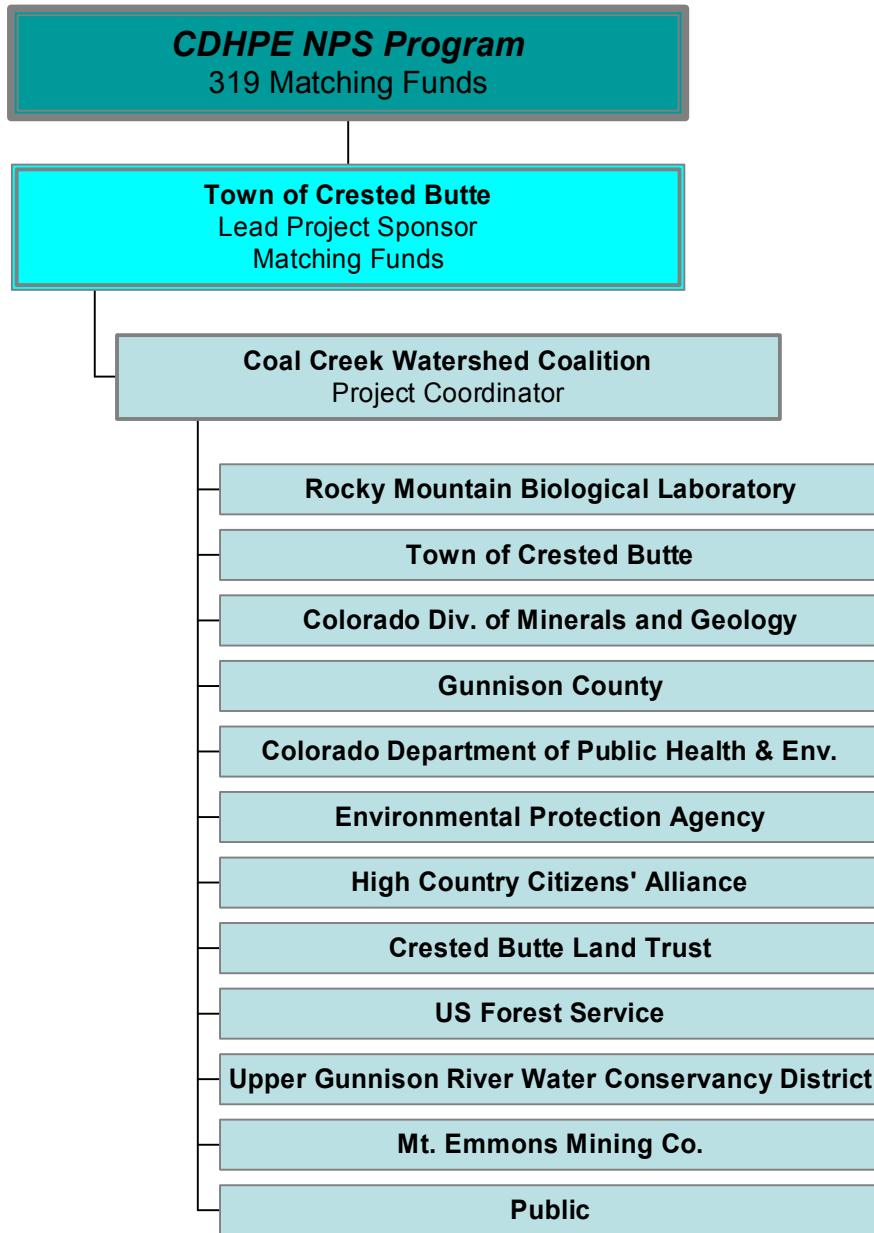 CDHPE NPS Program
319 Matching Funds
Town of Crested Butte
Lead Project Sponsor
Matching Funds
Coal Creek Watershed Coalition
Project Coordinator
Rocky Mountain Biological Laboratory
Town of Crested Butte
Colorado Div. of Minerals and Geology
Gunnison County
Colorado Department of Public Health & Env.
Environmental Protection Agency
High Country Citizens' Alliance
Crested Butte Land Trust
US Forest Service
Upper Gunnison River Water Conservancy District
Mt. Emmons Mining Co.
Public